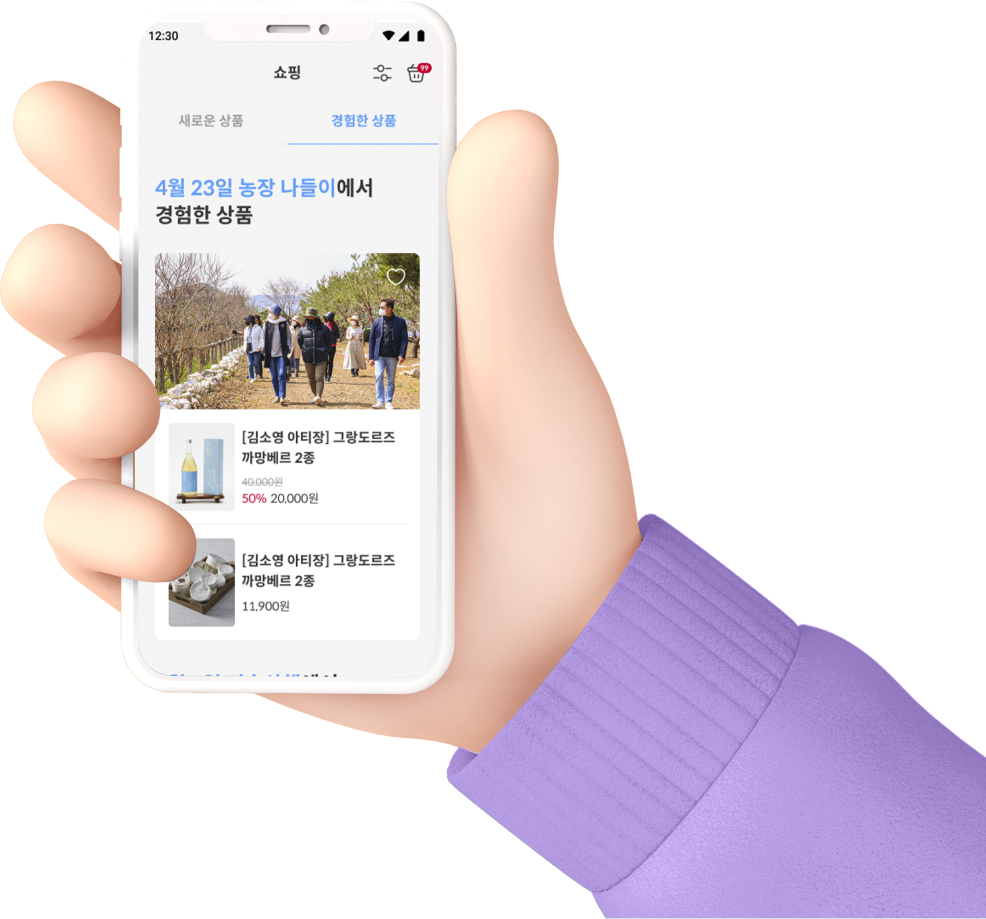 12:30
쇼핑
99
새로운 상품
경험한 상품
4월 23일 농장 나들이에서
경험한 상품
[김소영 아티장] 그랑도르즈
까망베르 2종
40,000원
50% 20,000원
[김소영 아티장] 그랑도르즈
까망베르 2종
11,900원